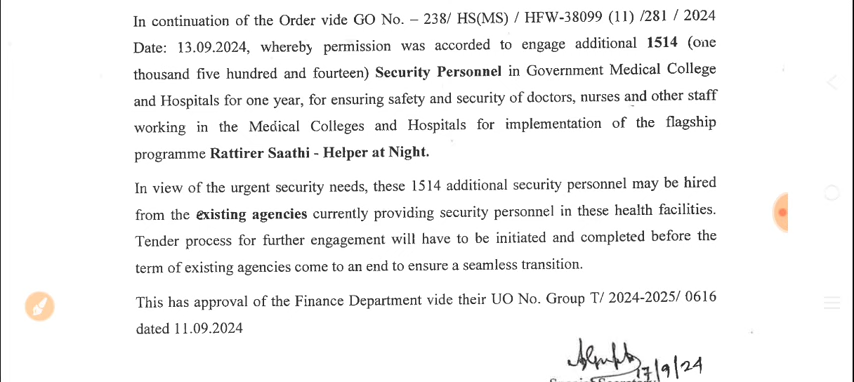 In continuation of the Order vide GO No. – 238/ HS(MS) / HFW-38099 (11) /281 / 2024
Date: 13.09.2024, whereby permission was accorded to engage additional 1514 (one
thousand five hundred and fourteen) Security Personnel in Government Medical College
and Hospitals for one year, for ensuring safety and security of doctors, nurses and other staff
working in the Medical Colleges and Hospitals for implementation of the flagship
programme Rattirer Saathi - Helper at Night.
In view of the urgent security needs, these 1514 additional security personnel may be hired
from the existing agencies currently providing security personnel in these health facilities.
Tender process for further engagement will have to be initiated and completed before the
term of existing agencies come to an end to ensure a seamless transition.
This has approval of the Finance Department vide their UO No. Group T/ 2024-2025/ 0616
dated 11.09.2024
17/9/24